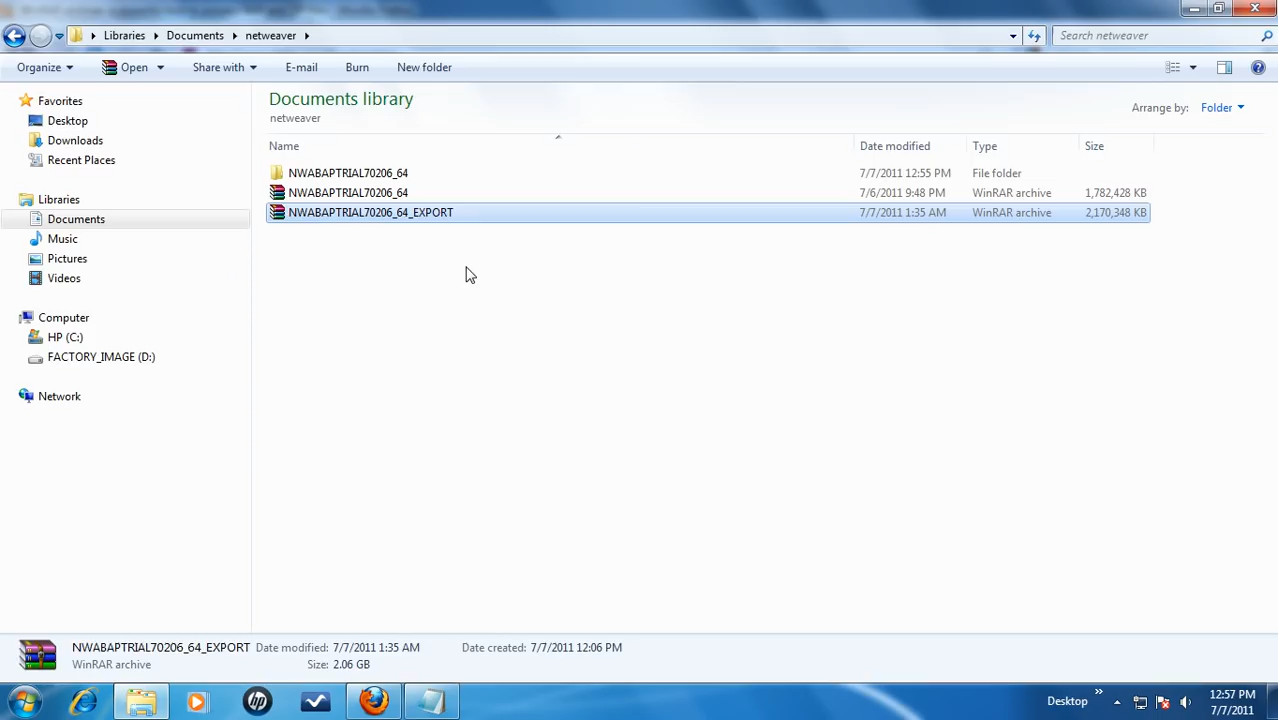 Libraries Documents netweaver Search netweaver
Organize Open Share with E-mail Burn New folder
Favorites
Desktop
Downloads
Recent Places
Libraries
Documents
Music
Pictures
Videos
Computer
HP (C:)
FACTORY_IMAGE (D:)
Network
Documents library
netweaver
Arrange by: Folder
Name Date modified Type Size
NWABAPTRIAL70206_64 7/7/2011 12:55 PM File folder
NWABAPTRIAL70206_64 7/6/2011 9:48 PM WinRAR archive 1,782,428 KB
NWABAPTRIAL70206_64_EXPORT 7/7/2011 1:35 AM WinRAR archive 2,170,348 KB
NWABAPTRIAL70206_64_EXPORT Date modified: 7/7/2011 1:35 AM Date created: 7/7/2011 12:06 PM
WinRAR archive Size: 2.06 GB
hp
Desktop
12:57 PM
7/7/2011